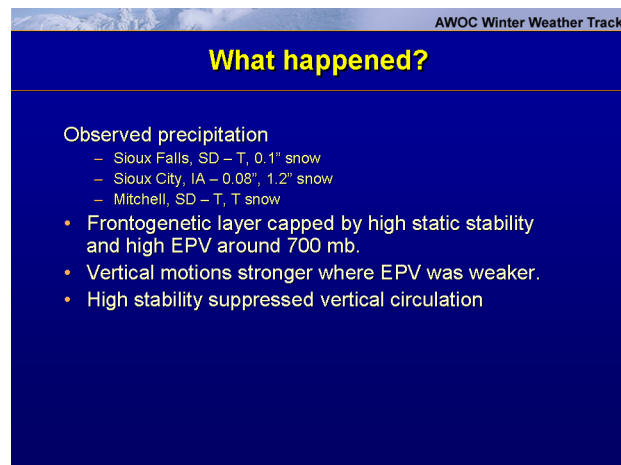 AWOC Winter Weather Track
What happened?
Observed precipitation
– Sioux Falls, SD – T, 0.1” snow
– Sioux City, IA – 0.08”, 1.2” snow
– Mitchell, SD – T, T snow
• Frontogenetic layer capped by high static stability
and high EPV around 700 mb.
• Vertical motions stronger where EPV was weaker.
• High stability suppressed vertical circulation